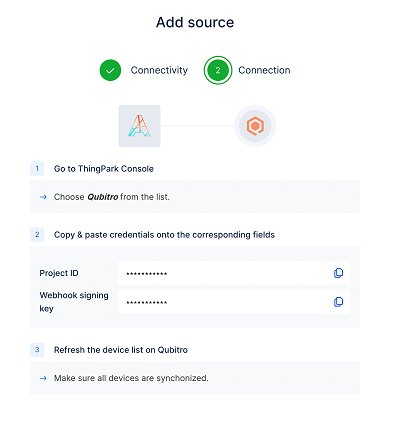 Add source
Connectivity
2
Connection
1 Go to ThingPark Console
→ Choose Qubitro from the list.
2 Copy & paste credentials onto the corresponding fields
Project ID ***********
Webhook signing
key
***********
3 Refresh the device list on Qubitro
→ Make sure all devices are synchonized.